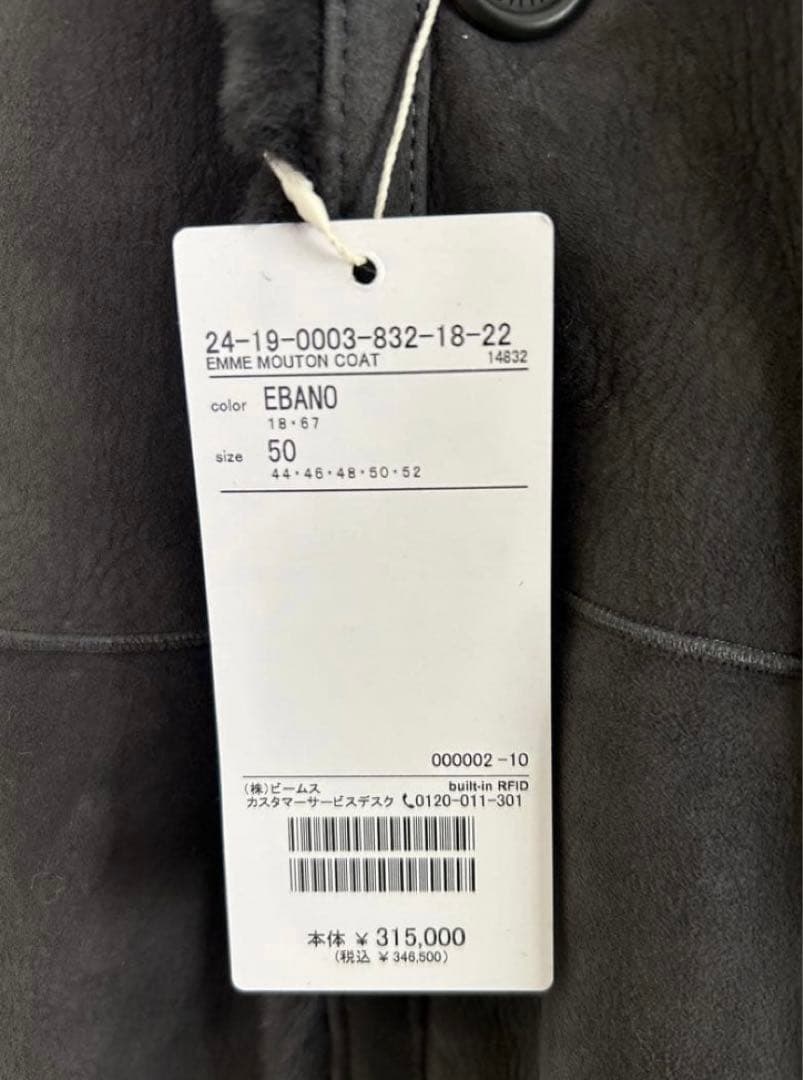 24-19-0003-832-18-22
EMME MOUTON COAT 14832
color EBANO
18・67
size 50
44・46・48・50・52
000002-10
(株)ビームス built-in RFID
カスタマーサービスデスク 📞0120-011-301
本体 ¥ 315,000
(税込 ¥ 346,500)